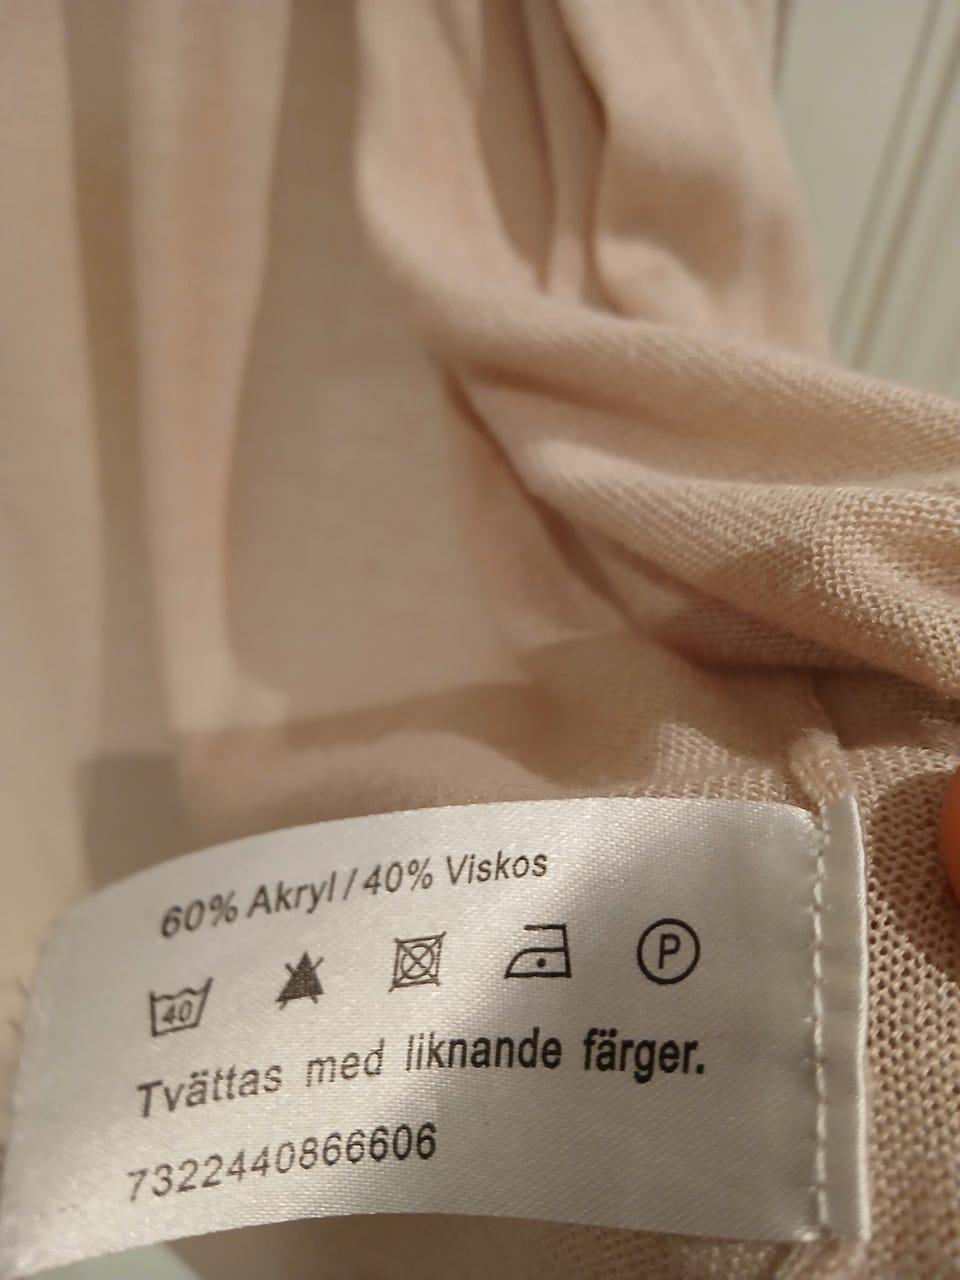 60% Akryl / 40% Viskos
40 P
Tvättas med liknande färger.
7322440866606